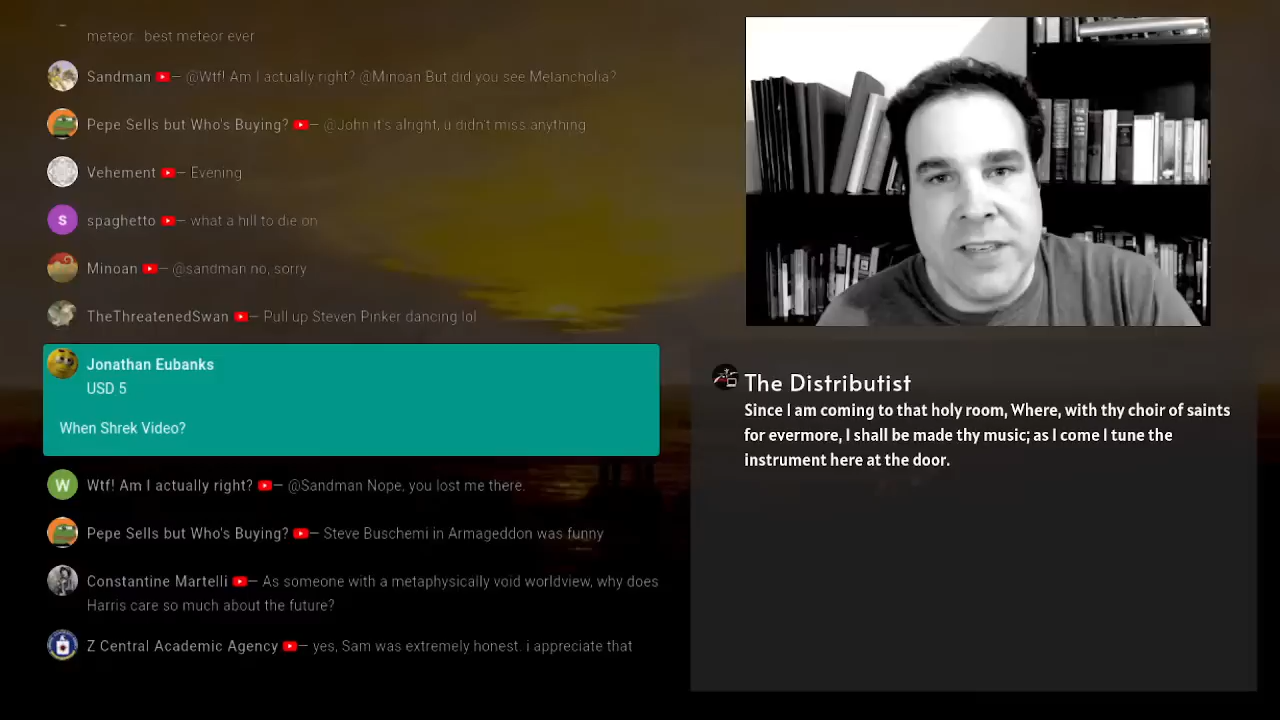 meteor. best meteor ever
Sandman — @Wtf! Am I actually right? @Minoan But did you see Melancholia?
Pepe Sells but Who's Buying? — @John it's alright, u didn't miss anything
Vehement — Evening
S spaghetto — what a hill to die on
Minoan — @sandman no, sorry
TheThreatenedSwan — Pull up Steven Pinker dancing lol
Jonathan Eubanks
USD 5
When Shrek Video?
W Wtf! Am I actually right? — @Sandman Nope, you lost me there.
Pepe Sells but Who's Buying? — Steve Buschemi in Armageddon was funny
Constantine Martelli — As someone with a metaphysically void worldview, why does
Harris care so much about the future?
Z Central Academic Agency — yes, Sam was extremely honest. i appreciate that
The Distributist
Since I am coming to that holy room, Where, with thy choir of saints
for evermore, I shall be made thy music; as I come I tune the
instrument here at the door.